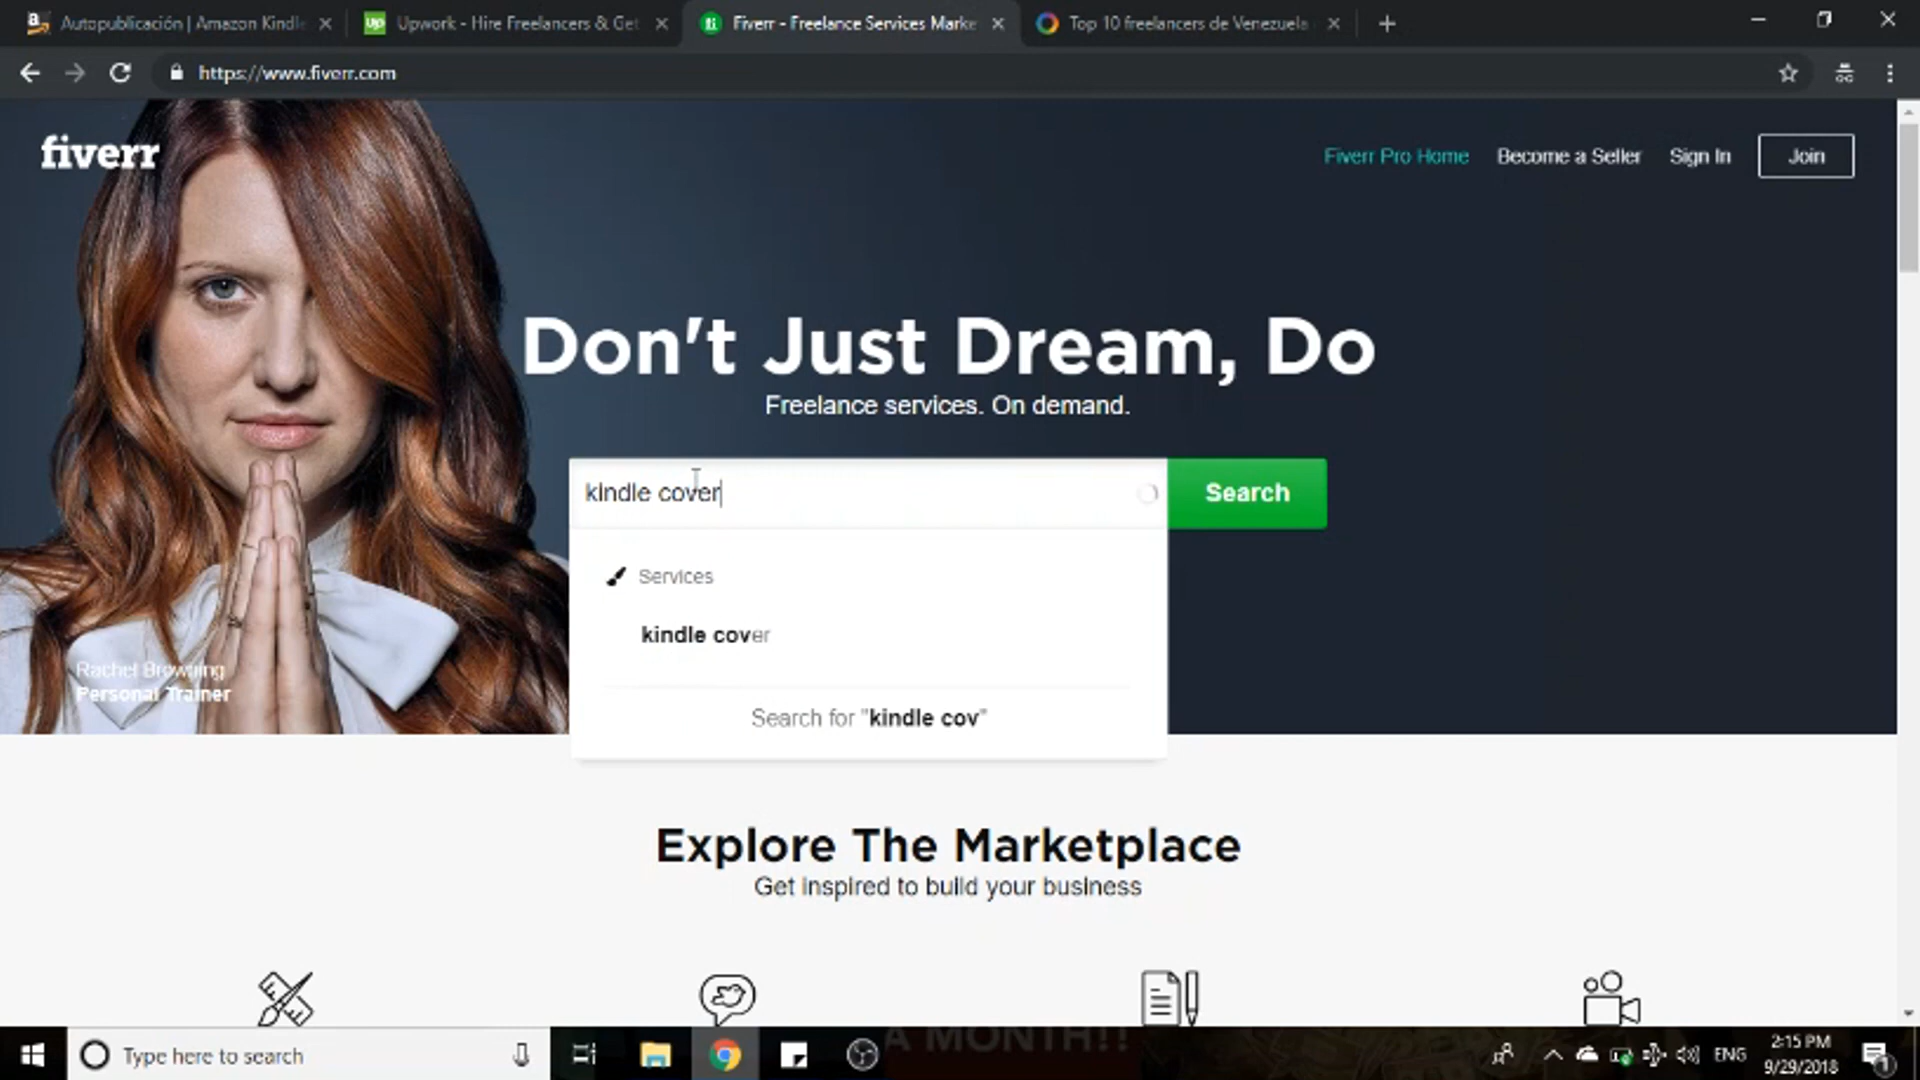 Autopublicación | Amazon Kindle
Upwork - Hire Freelancers & Get
Fiverr - Freelance Services Marke
Top 10 freelancers de Venezuela
https://www.fiverr.com
fiverr
Fiverr Pro Home
Become a Seller
Sign In
Join
Don't Just Dream, Do
Freelance services. On demand.
kindle cover
Search
Services
kindle cover
Search for "kindle cov"
Rachel Browning
Personal Trainer
Explore The Marketplace
Get inspired to build your business
A MONTH!!
Type here to search
ENG
2:15 PM
9/29/2018
1